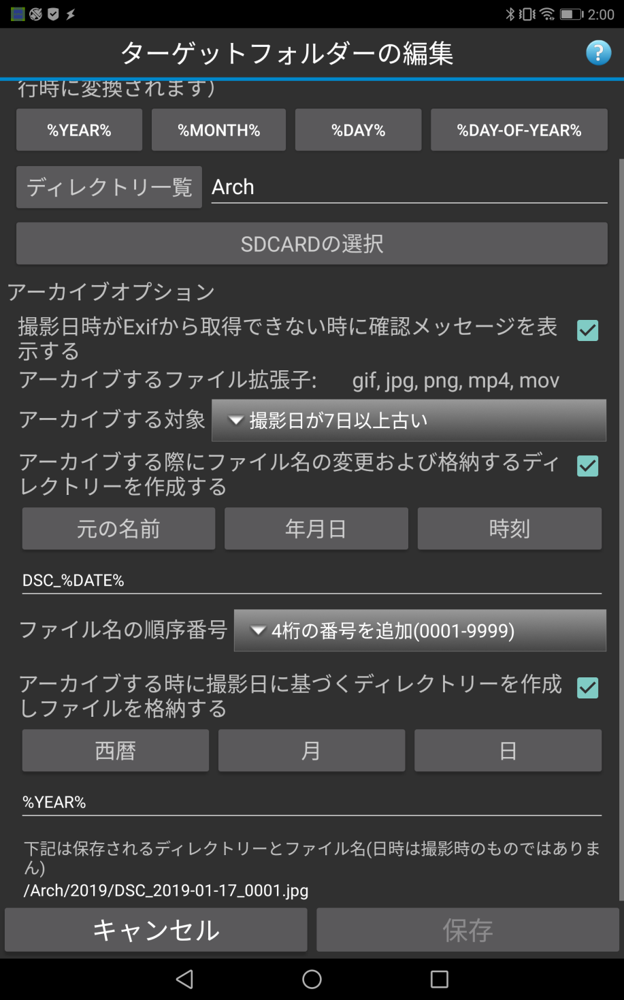 2:00
ターゲットフォルダーの編集
?
行時に変換されます)
%YEAR% %MONTH% %DAY% %DAY-OF-YEAR%
ディレクトリ一覧 Arch
SDCARDの選択
アーカイブオプション
撮影日時がExifから取得できない時に確認メッセージを表
示する
アーカイブするファイル拡張子: gif, jpg, png, mp4, mov
アーカイブする対象 撮影日が7日以上古い
アーカイブする際にファイル名の変更および格納するディ
レクトリーを作成する
元の名前 年月日 時刻
DSC_%DATE%
ファイル名の順序番号 4桁の番号を追加(0001-9999)
アーカイブする時に撮影日に基づくディレクトリーを作成
しファイルを格納する
西暦 月 日
%YEAR%
下記は保存されるディレクトリーとファイル名(日時は撮影時のものではありませ
ん)
/Arch/2019/DSC_2019-01-17_0001.jpg
キャンセル 保存